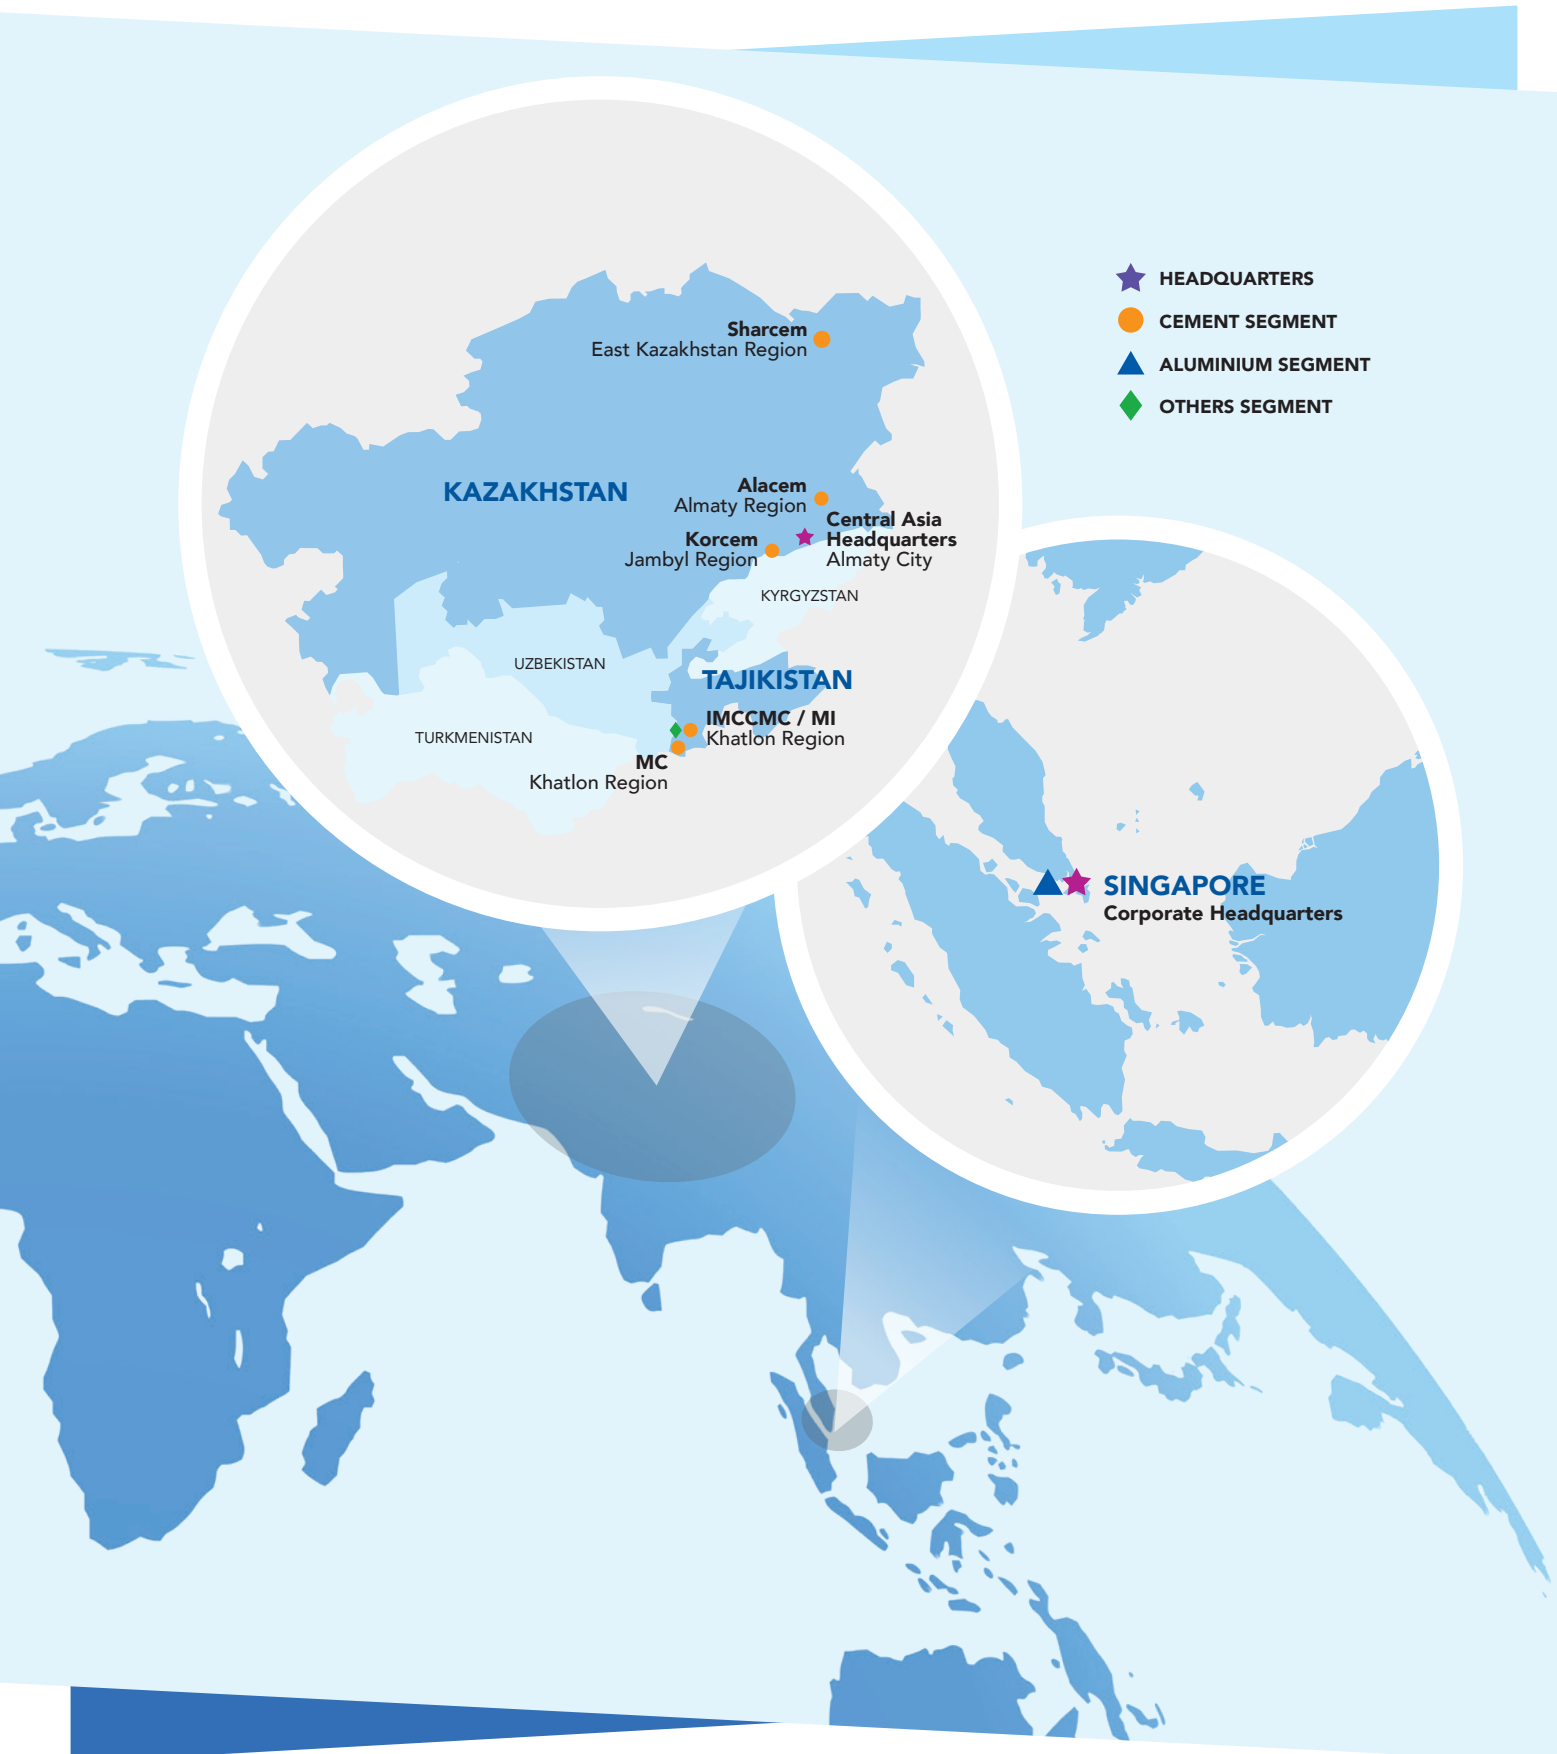 HEADQUARTERS
CEMENT SEGMENT
ALUMINIUM SEGMENT
OTHERS SEGMENT
Sharcem
East Kazakhstan Region
KAZAKHSTAN
Alacem
Almaty Region
Central Asia
Headquarters
Almaty City
Korcem
Jambyl Region
KYRGYZSTAN
UZBEKISTAN
TAJIKISTAN
IMCCMC / MI
Khatlon Region
TURKMENISTAN
MC
Khatlon Region
SINGAPORE
Corporate Headquarters